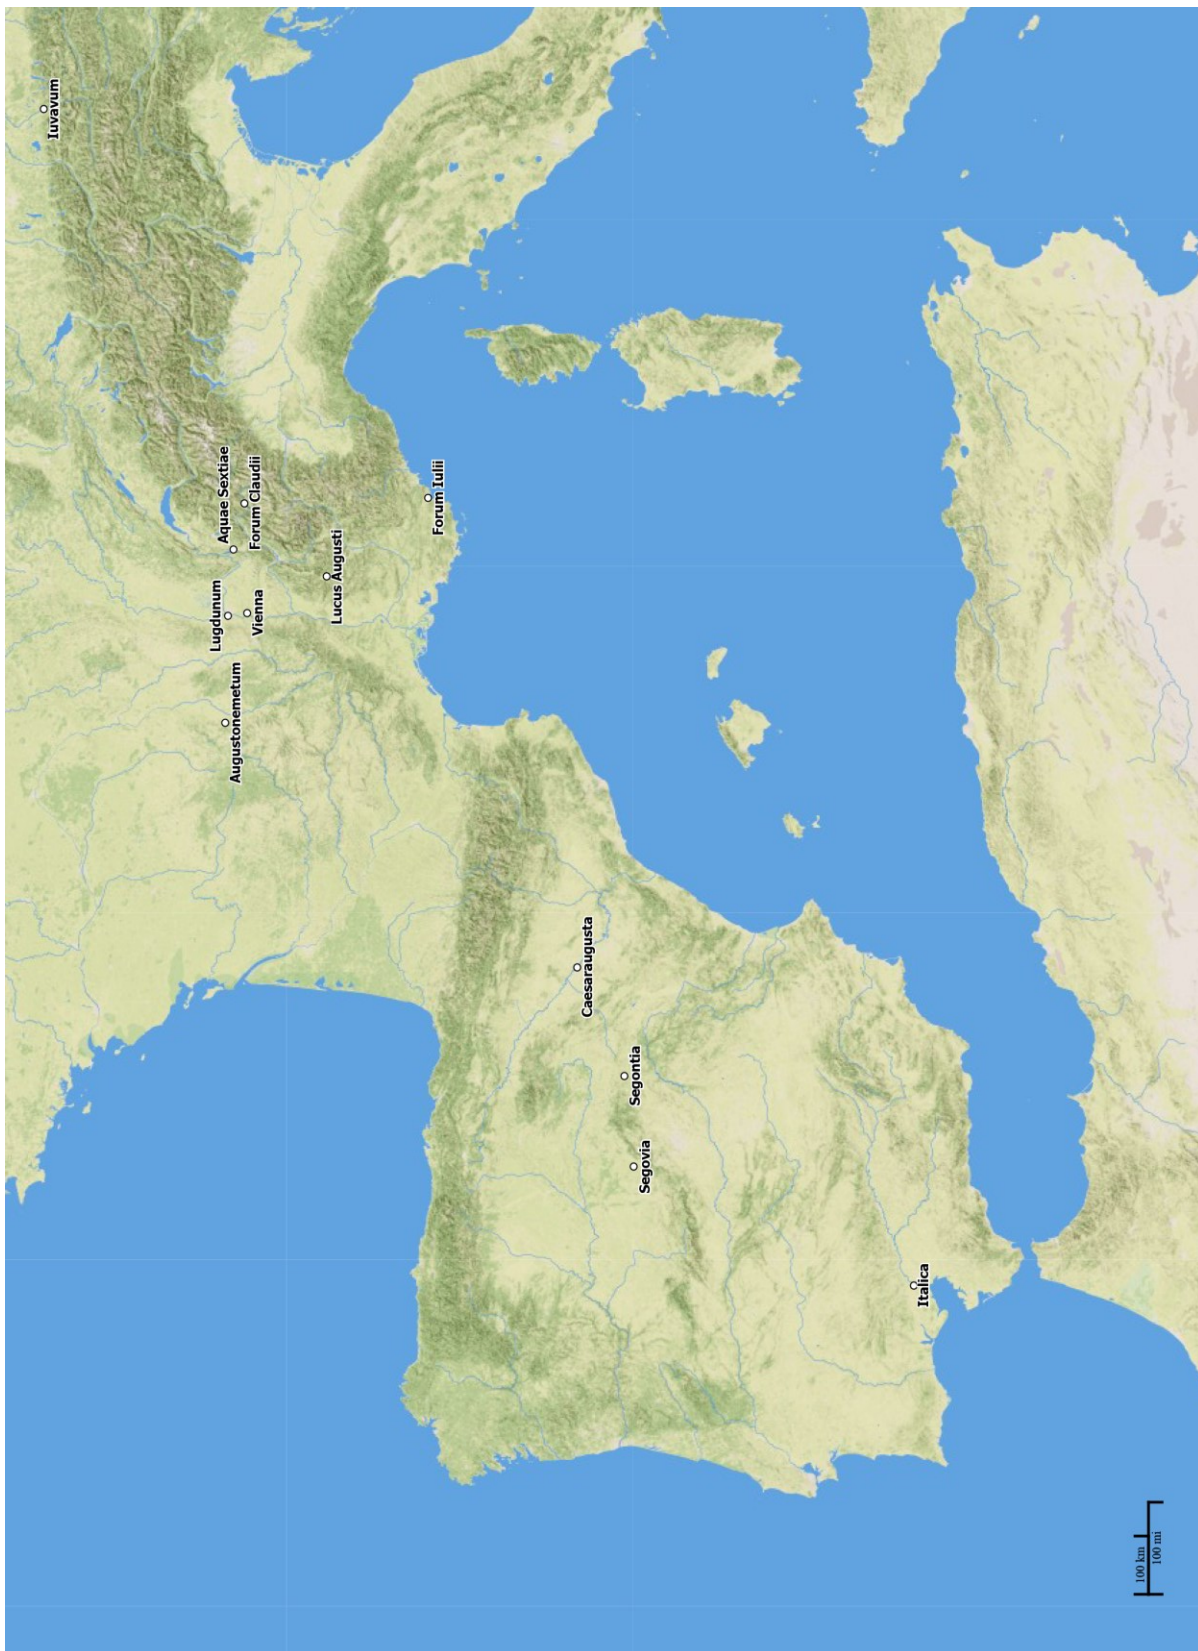 Iuvavum
Aquae Sextiae
Forum Claudii
Forum Iulii
Lugdunum
Vienna
Lucus Augusti
Augustonemetum
Caesaraugusta
Segontia
Segovia
Italica
100 km
100 mi